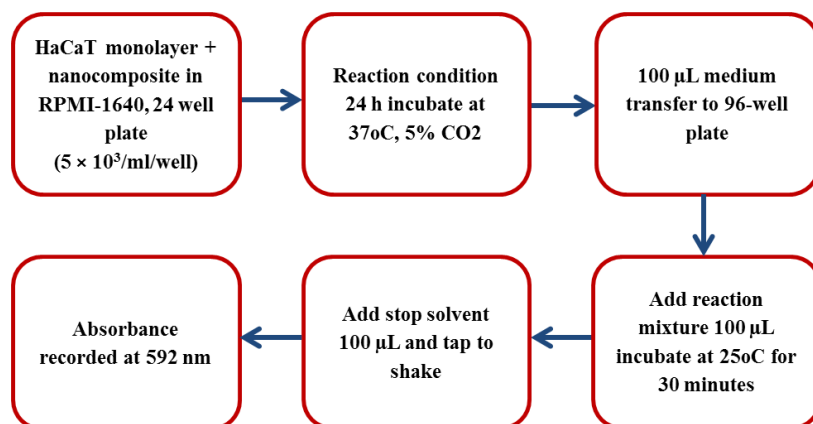 HaCaT monolayer +
nanocomposite in
RPMI-1640, 24 well
plate
(5 × 10³/ml/well)
Reaction condition
24 h incubate at
37oC, 5% CO2
100 µL medium
transfer to 96-well
plate
Add reaction
mixture 100 µL
incubate at 25oC for
30 minutes
Add stop solvent
100 µL and tap to
shake
Absorbance
recorded at 592 nm